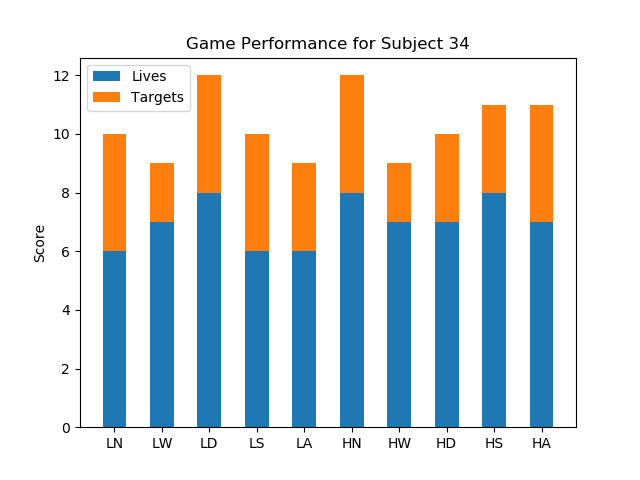 Game Performance for Subject 34
Lives
Targets
12
10
8
6
4
2
0
Score
LN LW LD LS LA HN HW HD HS HA